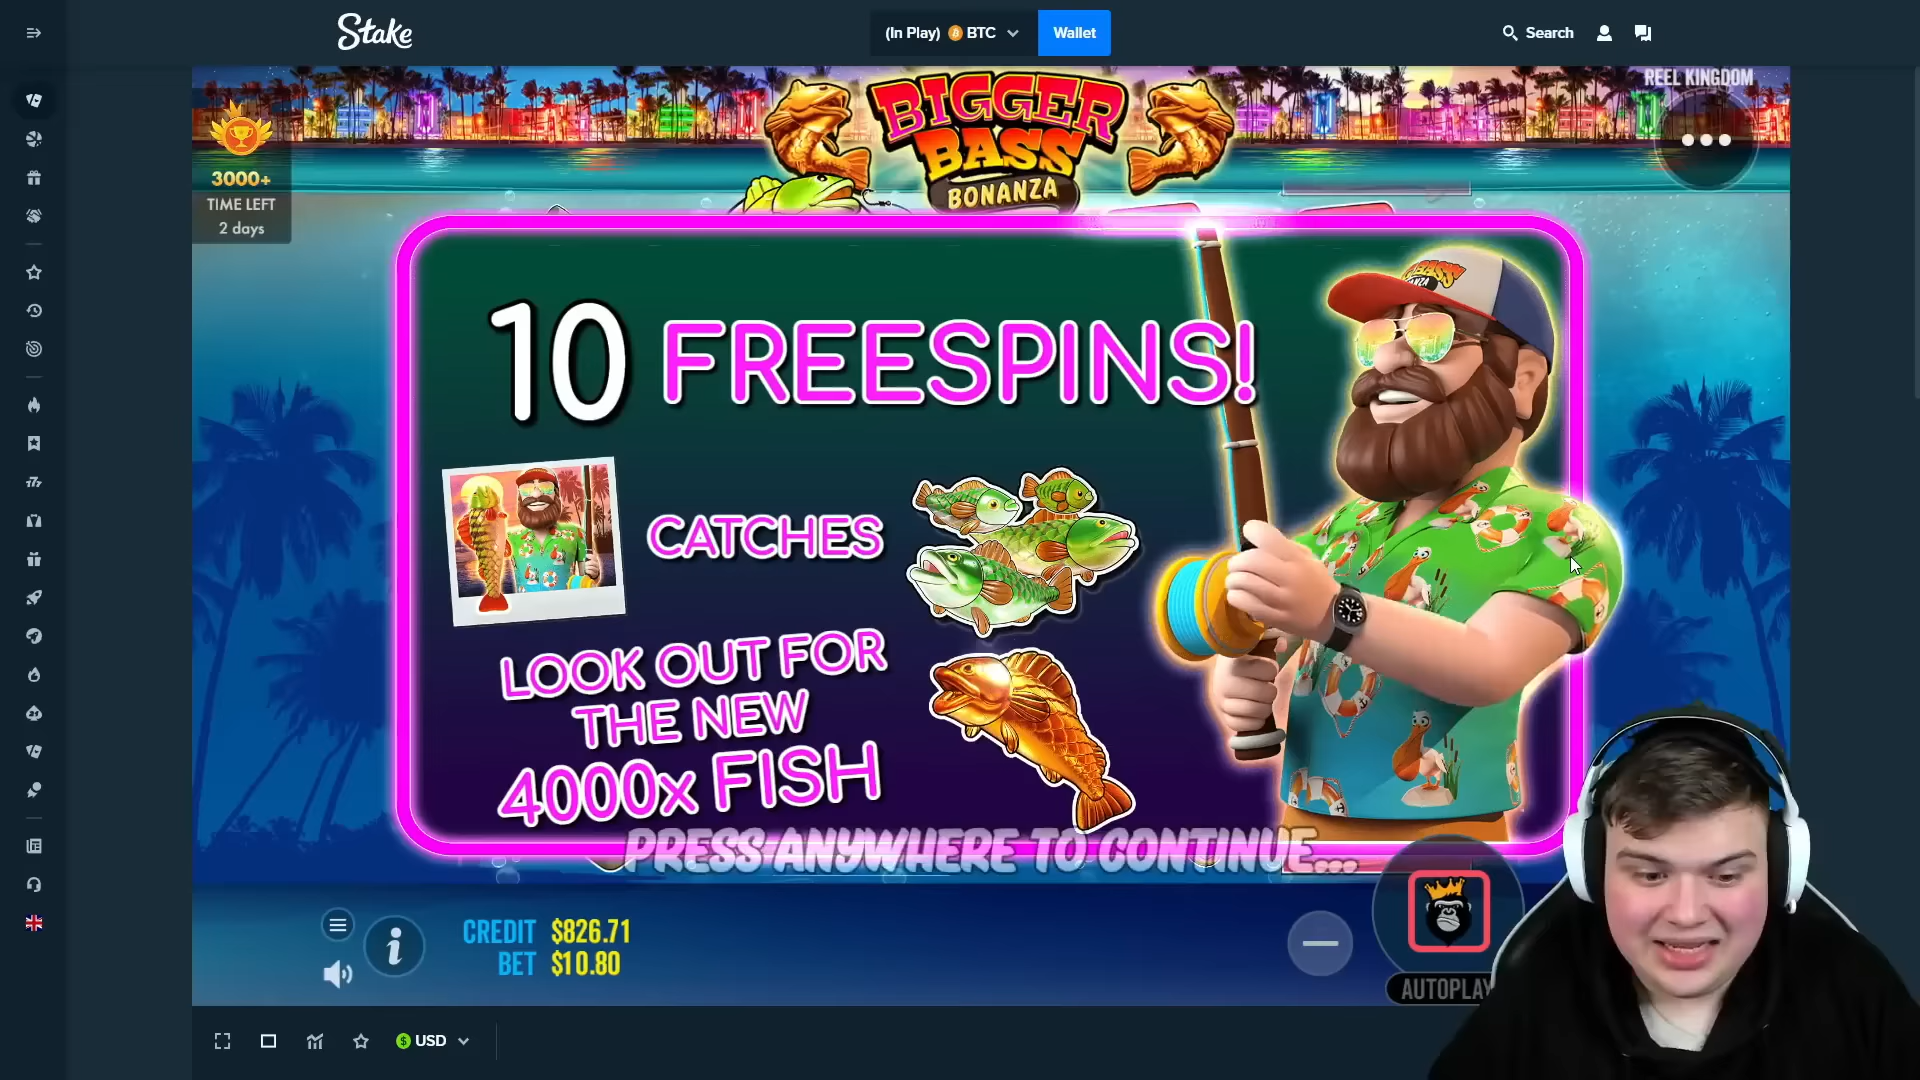 Stake
(In Play) BTC
Wallet
Search
REEL KINGDOM
BIGGER
BASS
BONANZA
3000+
TIME LEFT
2 days
10 FREESPINS!
CATCHES
LOOK OUT FOR
THE NEW
4000x FISH
PRESS ANYWHERE TO CONTINUE...
CREDIT $826.71
BET $10.80
AUTOPLAY
USD